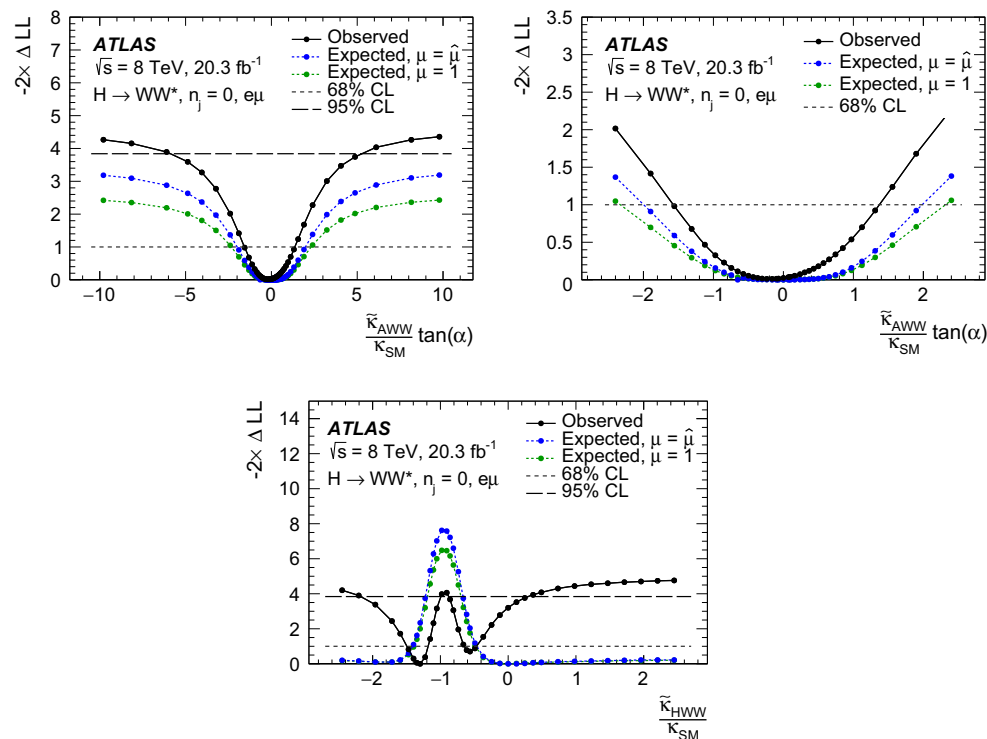 -2× Δ LL
8
7
6
5
4
3
2
1
0
ATLAS
√s = 8 TeV, 20.3 fb⁻¹
H → WW*, nⱼ = 0, eμ
Observed
Expected, μ = μ̂
Expected, μ = 1
68% CL
95% CL
−10 −5 0 5 10
κ̃_AWW
κ_SM tan(α)
-2× Δ LL
3.5
3
2.5
2
1.5
1
0.5
0
ATLAS
√s = 8 TeV, 20.3 fb⁻¹
H → WW*, nⱼ = 0, eμ
Observed
Expected, μ = μ̂
Expected, μ = 1
68% CL
−2 −1 0 1 2
κ̃_AWW
κ_SM tan(α)
-2× Δ LL
14
12
10
8
6
4
2
0
ATLAS
√s = 8 TeV, 20.3 fb⁻¹
H → WW*, nⱼ = 0, eμ
Observed
Expected, μ = μ̂
Expected, μ = 1
68% CL
95% CL
−2 −1 0 1 2
κ̃_HWW
κ_SM